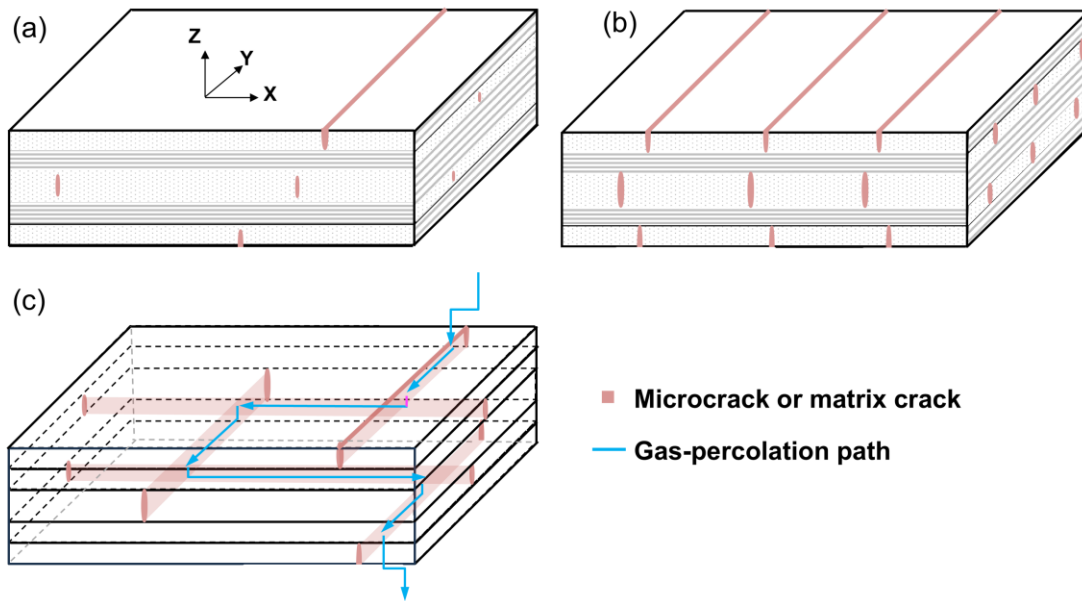 (a)
Z
Y
X
(b)
(c)
Microcrack or matrix crack
Gas-percolation path